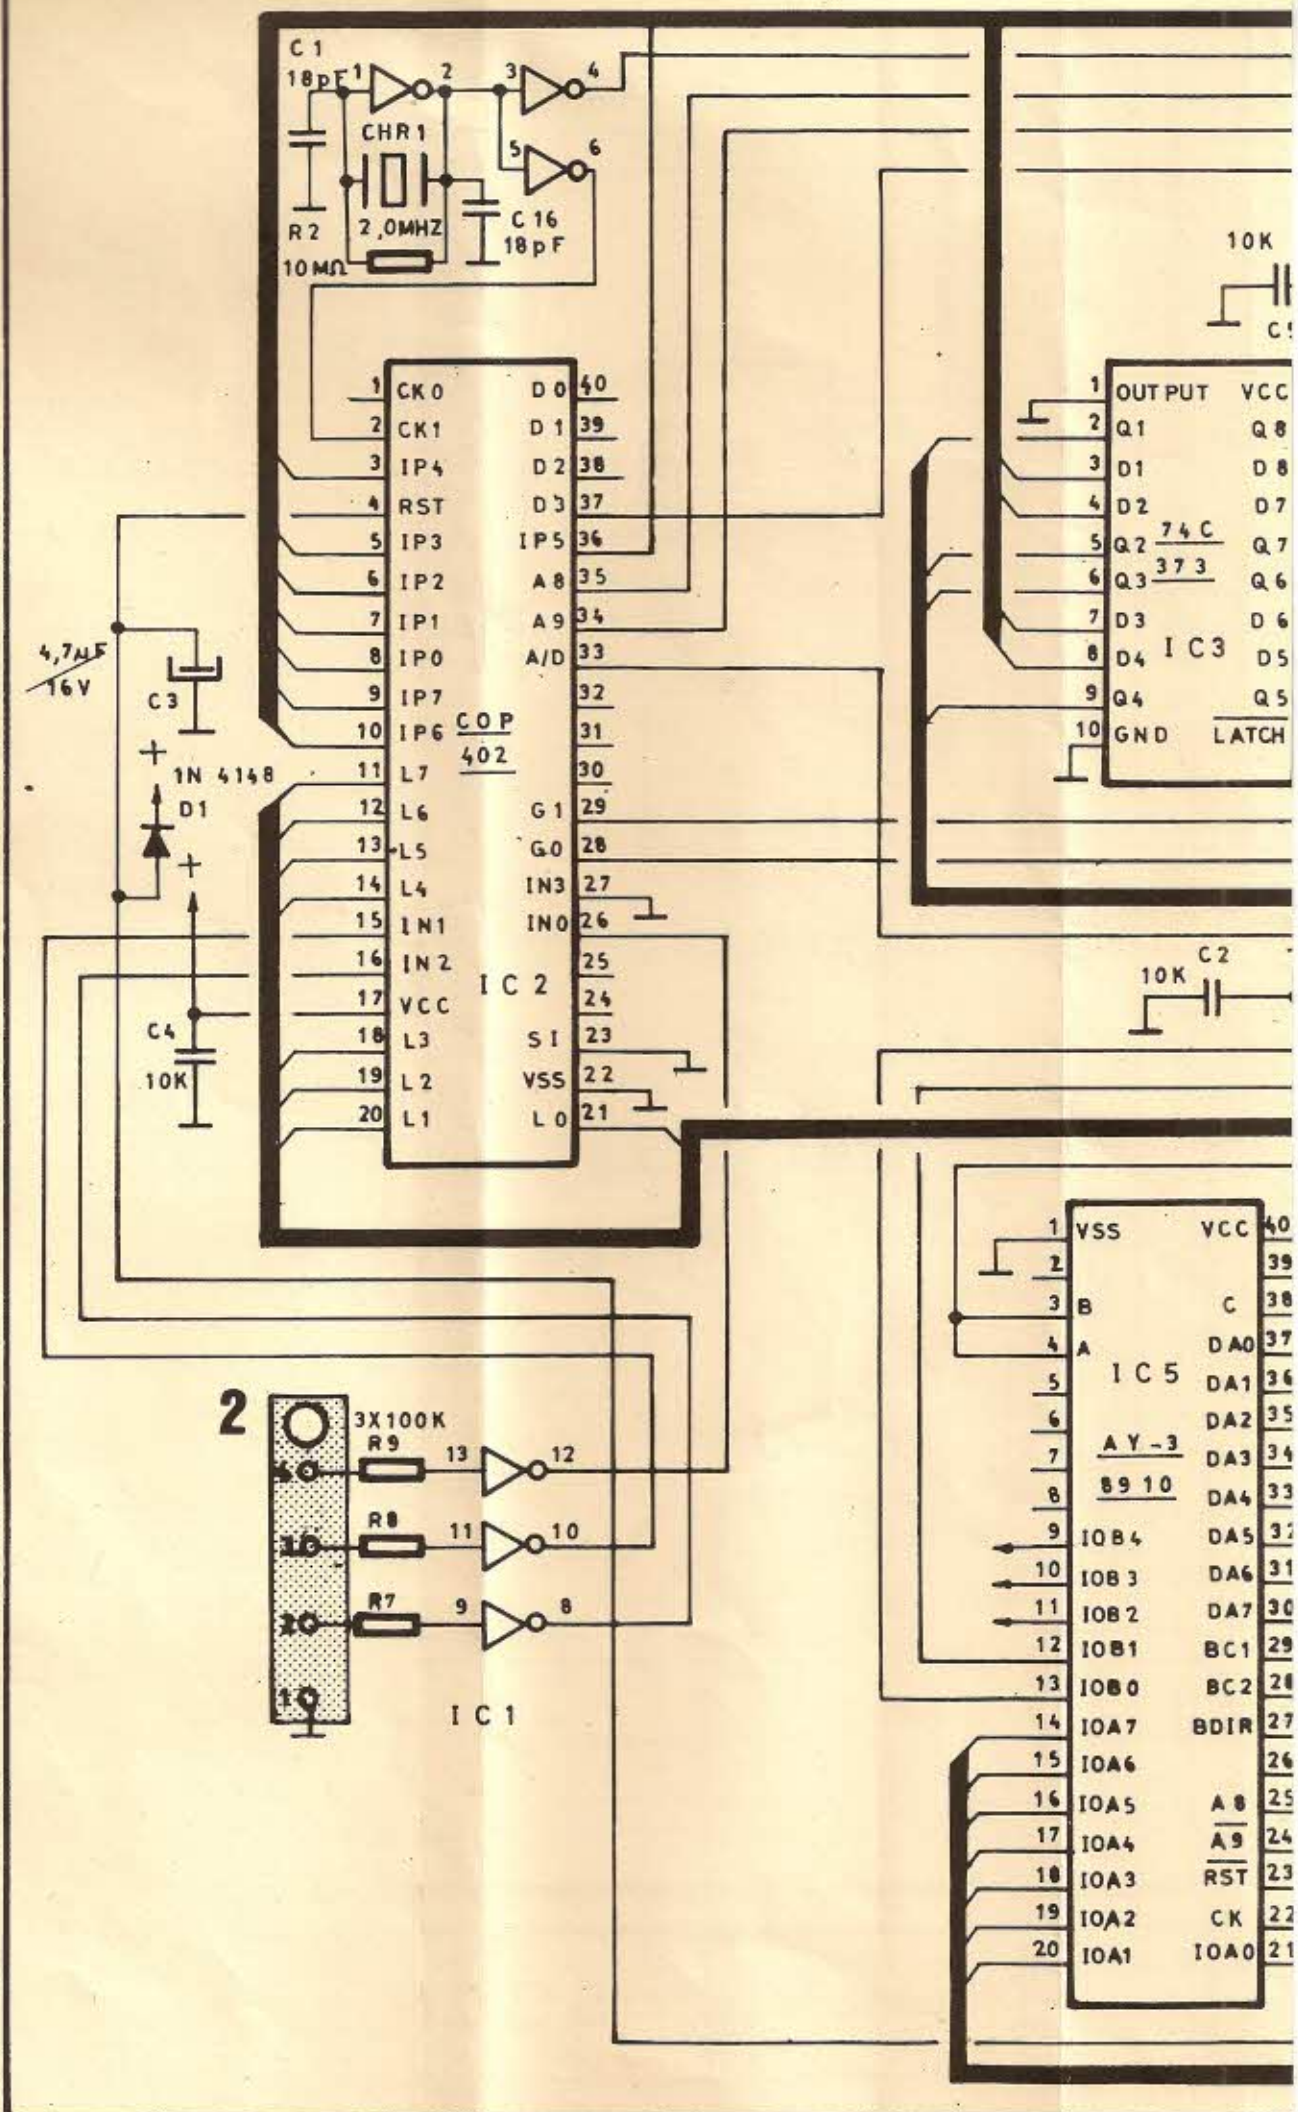 C1
18pF
1
2
3
4
CHR1
5
6
R2
2,0MHZ
C16
18pF
10MΩ
10K
1 CK0 D0 40
2 CK1 D1 39
3 IP4 D2 38
4 RST D3 37
5 IP3 IP5 36
6 IP2 A8 35
7 IP1 A9 34
8 IP0 A/D 33
9 IP7 32
10 IP6 COP 31
402
11 L7 30
12 L6 G1 29
13 L5 G0 28
14 L4 IN3 27
15 IN1 IN0 26
16 IN2 25
IC2
17 VCC 24
18 L3 SI 23
19 L2 VSS 22
20 L1 L0 21
4,7µF
16V
C3
+
1N 4148
D1
+
C4
10K
1 OUTPUT VCC
2 Q1 Q8
3 D1 D8
4 D2 D7
5 Q2 74C Q7
6 Q3 373 Q6
7 D3 D6
IC3
8 D4 D5
9 Q4 Q5
10 GND LATCH
C2
10K
1 VSS VCC 40
2 39
3 B C 38
4 A DA0 37
IC5
5 DA1 36
6 DA2 35
AY-3
7 DA3 34
8910
8 DA4 33
9 IOB4 DA5
10 IOB3 DA6 31
11 IOB2 DA7 30
12 IOB1 BC1 29
13 IOB0 BC2 28
14 IOA7 BDIR 27
15 IOA6 26
16 IOA5 A8 25
17 IOA4 A9 24
18 IOA3 RST 23
19 IOA2 CK 22
20 IOA1 IOA0 21
2
3X100K
R9
13
12
R8
11
10
R7
9
8
2
1
IC1